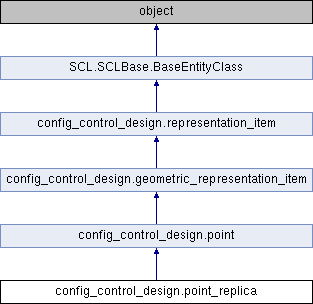 object
SCL.SCLBase.BaseEntityClass
config_control_design.representation_item
config_control_design.geometric_representation_item
config_control_design.point
config_control_design.point_replica